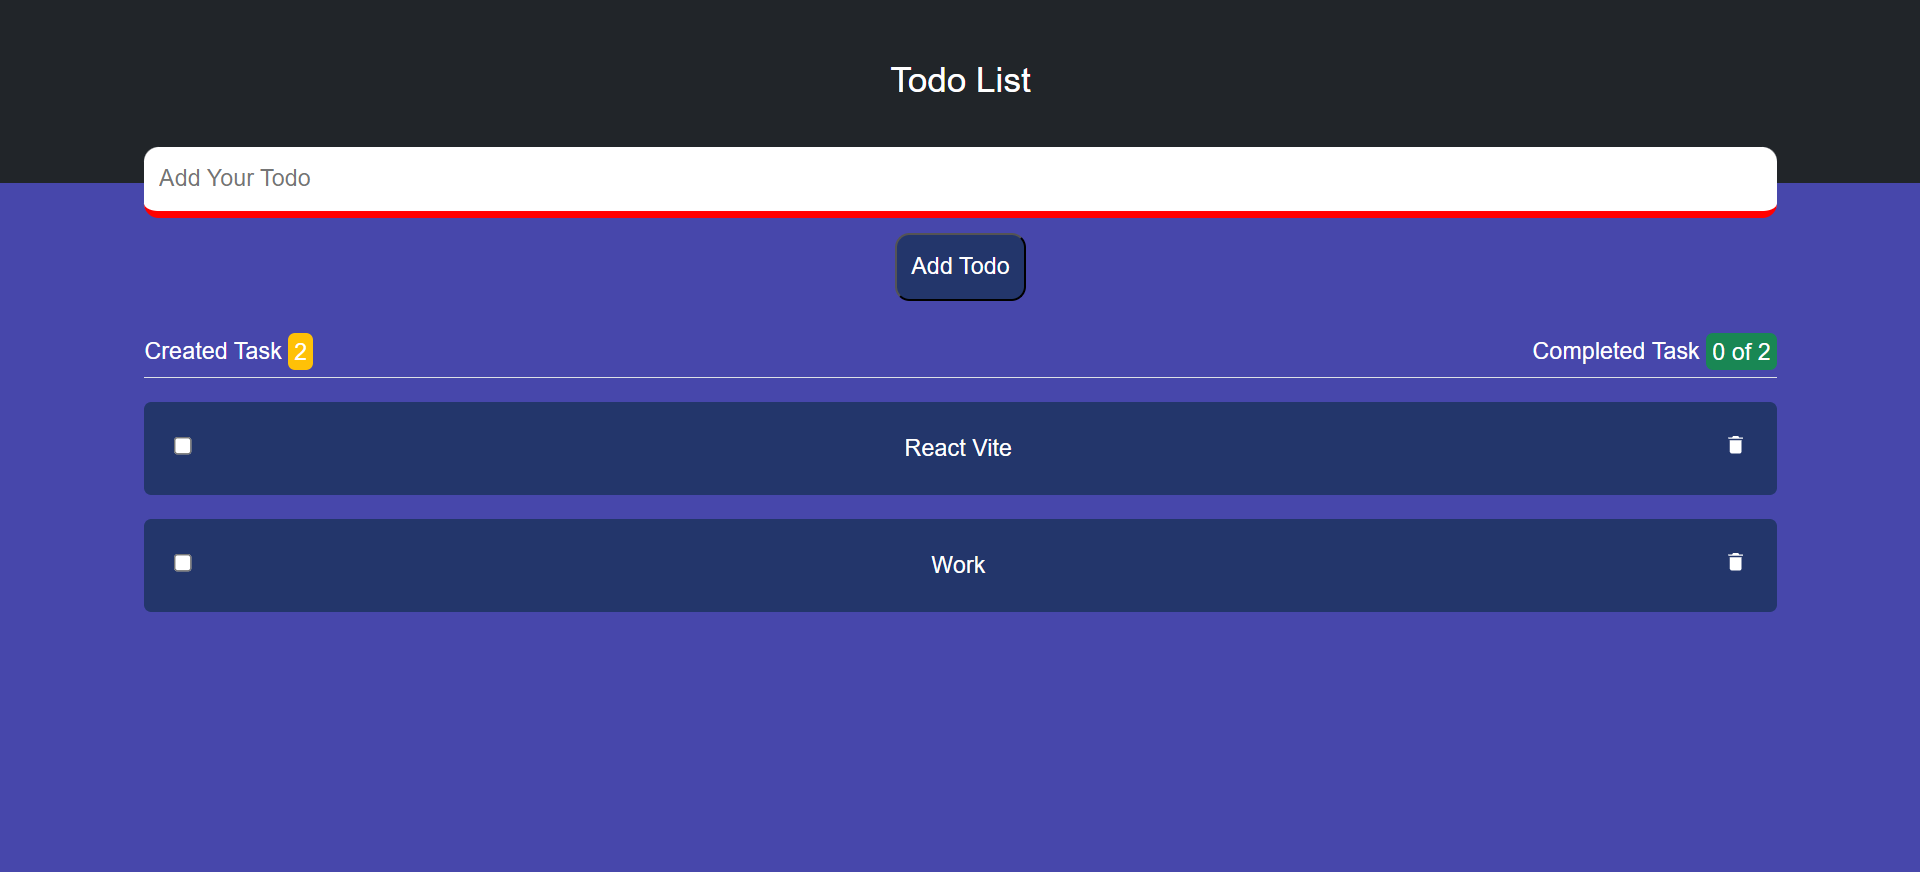 Todo List
Add Your Todo
Add Todo
Created Task 2
Completed Task 0 of 2
React Vite
Work